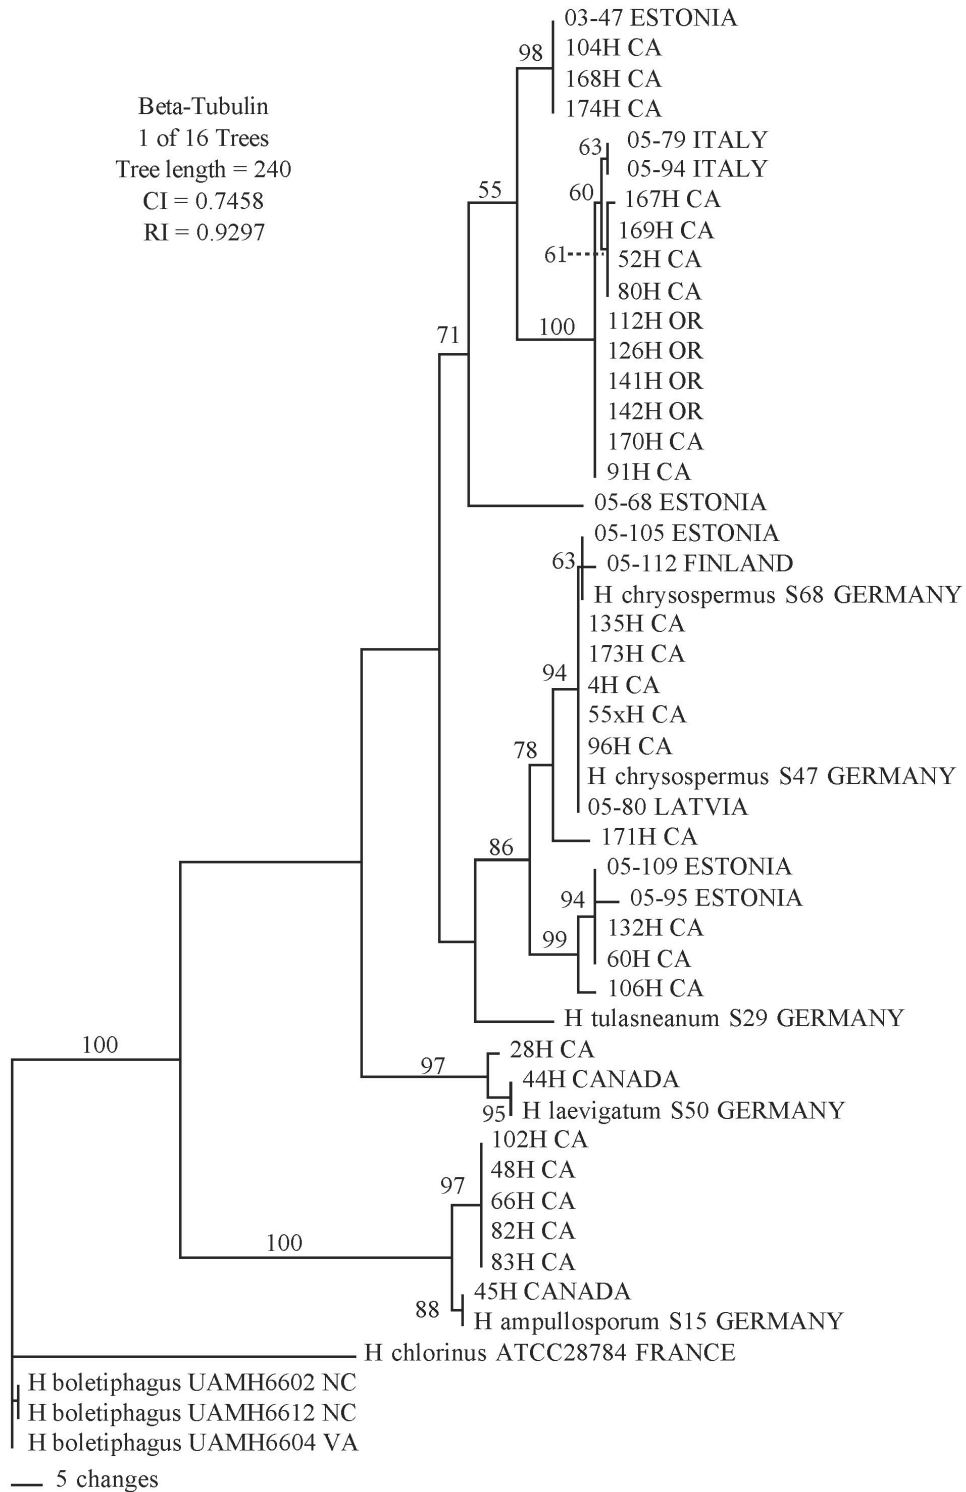 03-47 ESTONIA
98
104H CA
168H CA
174H CA
Beta-Tubulin
1 of 16 Trees
Tree length = 240
CI = 0.7458
RI = 0.9297
63
05-79 ITALY
05-94 ITALY
55
60
167H CA
169H CA
61
52H CA
80H CA
100
112H OR
71
126H OR
141H OR
142H OR
170H CA
91H CA
05-68 ESTONIA
05-105 ESTONIA
63
05-112 FINLAND
H chrysospermus S68 GERMANY
135H CA
173H CA
94
4H CA
55xH CA
78
96H CA
H chrysospermus S47 GERMANY
05-80 LATVIA
171H CA
86
05-109 ESTONIA
94
05-95 ESTONIA
132H CA
99
60H CA
106H CA
H tulasneanum S29 GERMANY
100
28H CA
97
44H CANADA
95
H laevigatum S50 GERMANY
102H CA
48H CA
97
66H CA
82H CA
100
83H CA
45H CANADA
88
H ampullosporum S15 GERMANY
H chlorinus ATCC28784 FRANCE
H boletiphagus UAMH6602 NC
H boletiphagus UAMH6612 NC
H boletiphagus UAMH6604 VA
5 changes